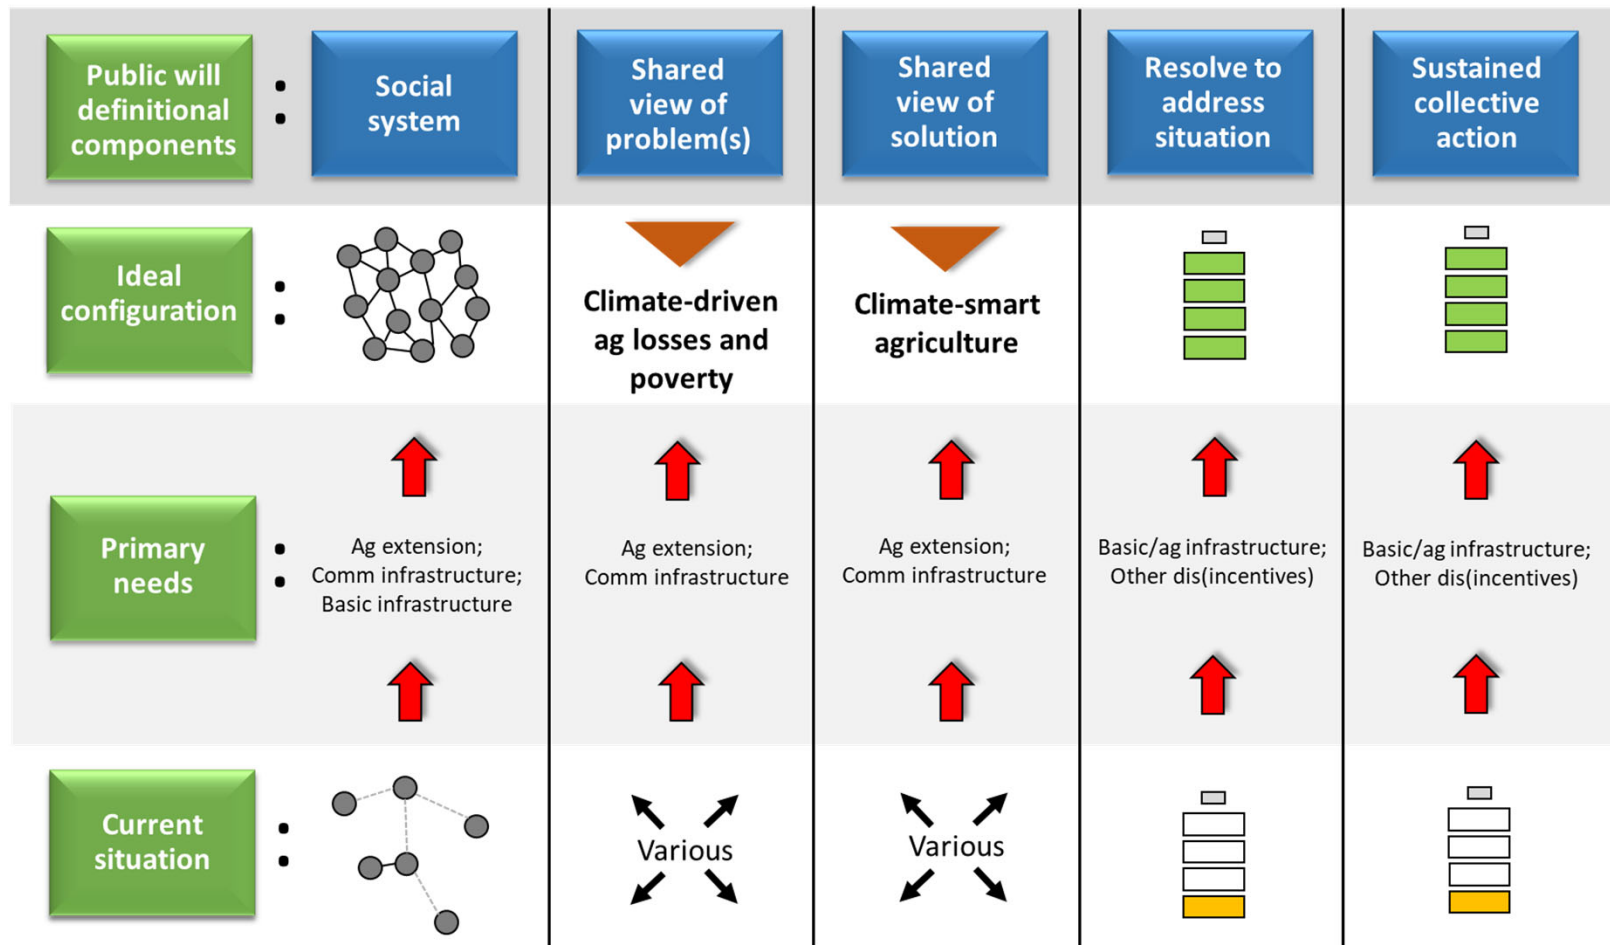 Public will
definitional
components
:
Social
system
Shared
view of
problem(s)
Shared
view of
solution
Resolve to
address
situation
Sustained
collective
action
Ideal
configuration
:
Climate-driven
ag losses and
poverty
Climate-smart
agriculture
Primary
needs
:
Ag extension;
Comm infrastructure;
Basic infrastructure
Ag extension;
Comm infrastructure
Ag extension;
Comm infrastructure
Basic/ag infrastructure;
Other dis(incentives)
Basic/ag infrastructure;
Other dis(incentives)
Current
situation
:
Various
Various